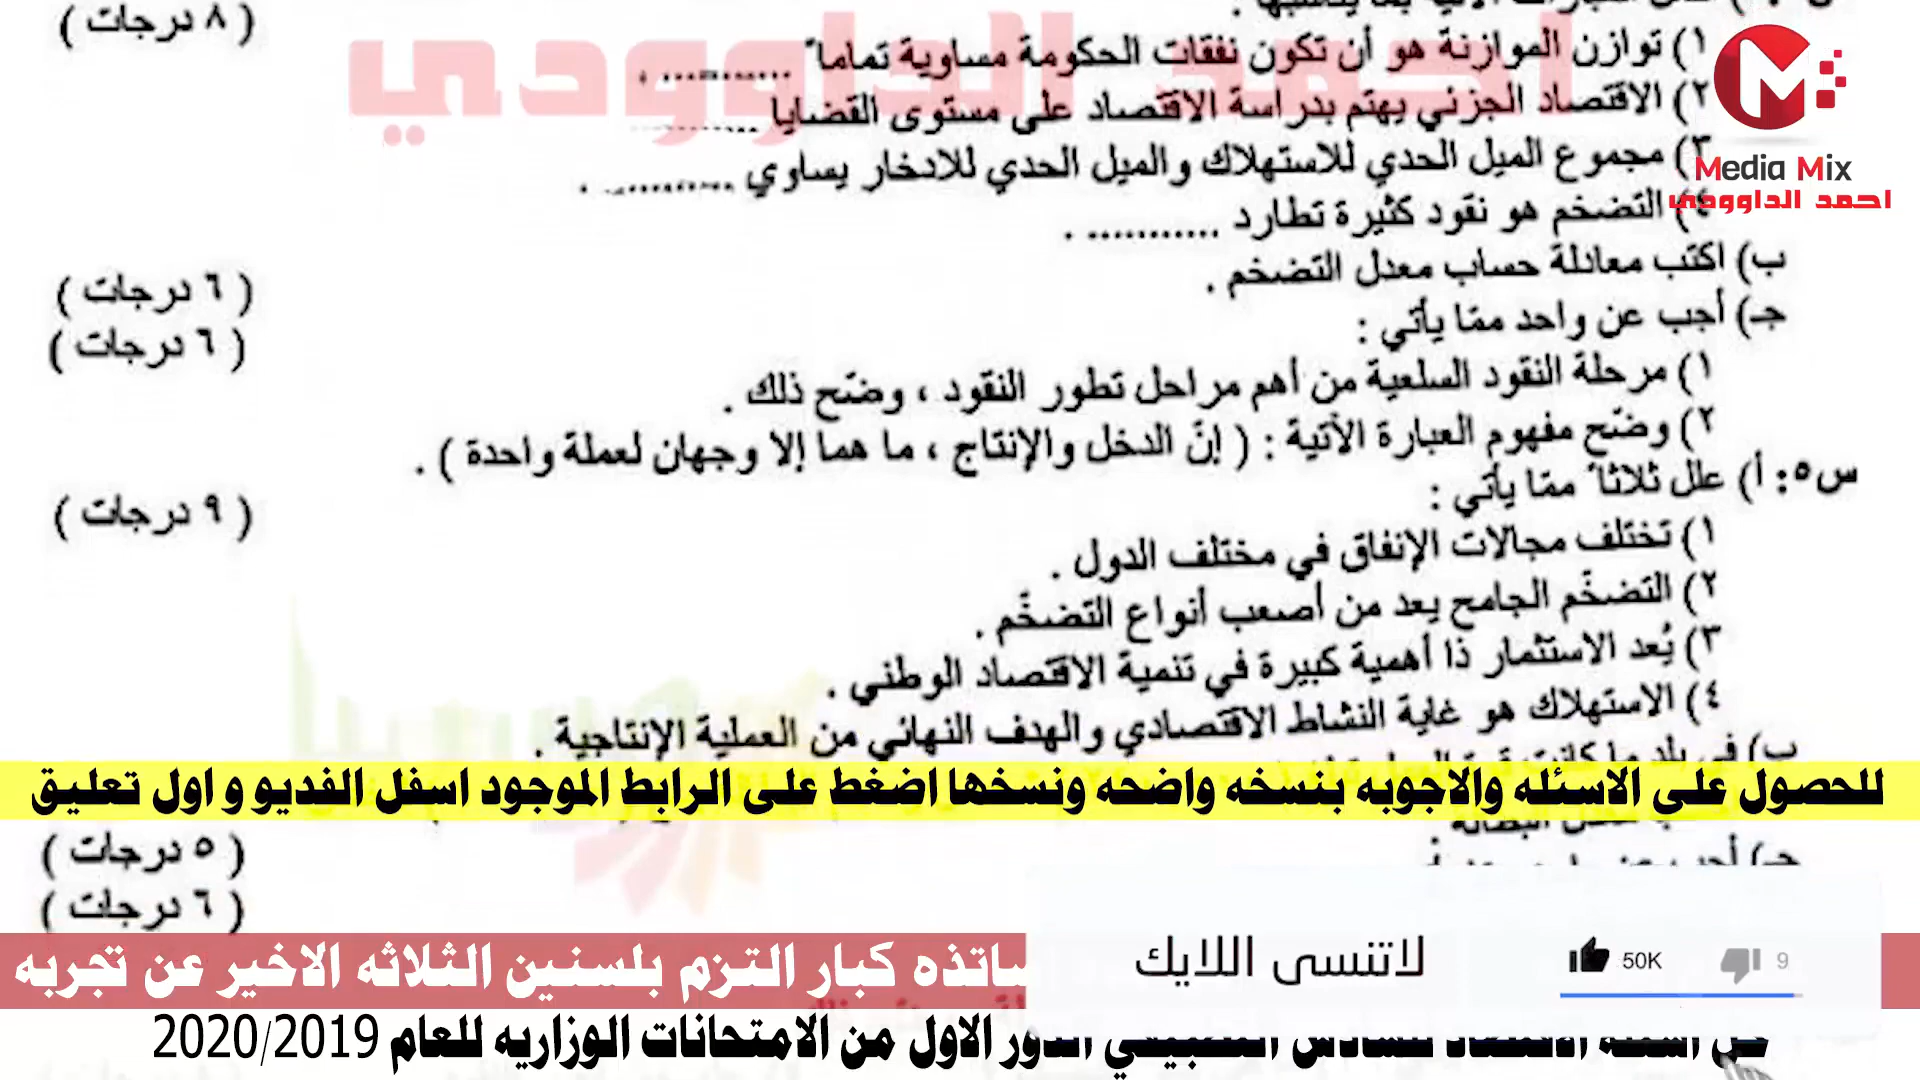 ( ٨ درجات )
١) توازن الموازنة هو أن تكون نفقات الحكومة مساوية تماماً ............ .
٢) الاقتصاد الجزئي يهتم بدراسة الاقتصاد على مستوى القضايا ............
٣) مجموع الميل الحدي للاستهلاك والميل الحدي للادخار يساوي ............ .
٤) التضخم هو نقود كثيرة تطارد ............ .
ب) اكتب معادلة حساب معدل التضخم .
( ٦ درجات )
جـ) أجب عن واحد ممّا يأتي :
( ٦ درجات )
١) مرحلة النقود السلعية من أهم مراحل تطور النقود ، وضّح ذلك .
٢) وضّح مفهوم العبارة الآتية : ( إنّ الدخل والإنتاج ، ما هما إلا وجهان لعملة واحدة ) .
س٥: أ) علل ثلاثاً ممّا يأتي :
( ٩ درجات )
١) تختلف مجالات الإنفاق في مختلف الدول .
٢) التضخّم الجامح يعد من أصعب أنواع التضخّم .
٣) يُعد الاستثمار ذا أهمية كبيرة في تنمية الاقتصاد الوطني .
٤) الاستهلاك هو غاية النشاط الاقتصادي والهدف النهائي من العملية الإنتاجية .
للحصول على الاسئله والاجوبه بنسخه واضحه ونسخها اضغط على الرابط الموجود اسفل الفديو و اول تعليق
( ٥ درجات )
( ٦ درجات )
كبار التزم بلسنين الثلاثه الاخير عن تجربه
لاتنسى اللايك
50K
9
الاول من الامتحانات الوزاريه للعام 2020/2019
احمد الداوودي
Media Mix
احمد الداوودي